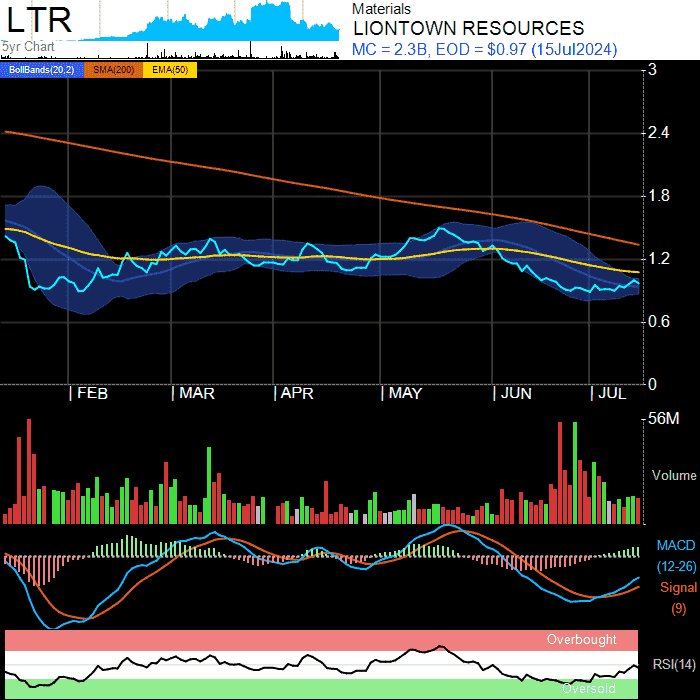 LTR
5yr Chart
Materials
LIONTOWN RESOURCES
MC = 2.3B, EOD = $0.97 (15Jul2024)
BollBands(20,2) SMA(200) EMA(50)
3
2.4
1.8
1.2
0.6
0
| FEB | MAR | APR | MAY | JUN | JUL
56M
Volume
MACD
(12-26)
Signal
(9)
Overbought
RSI(14)
Oversold